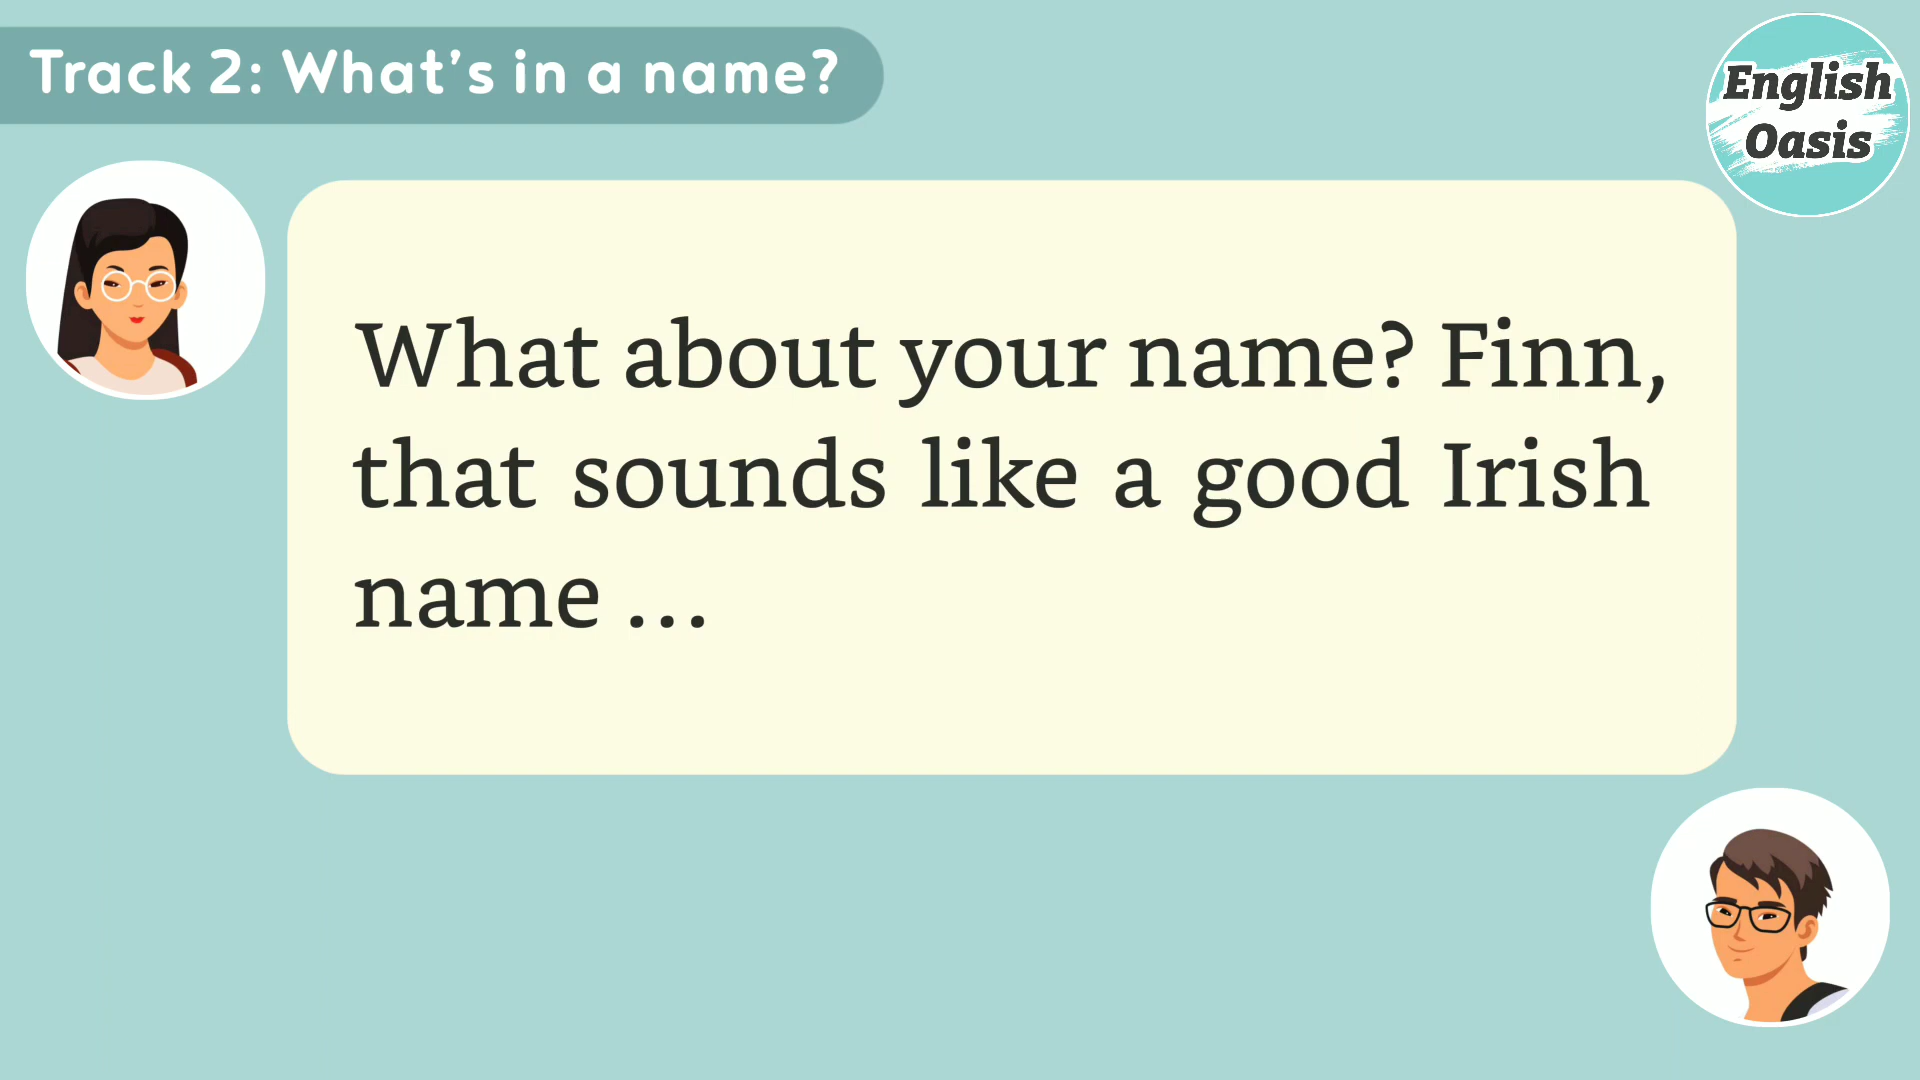 Track 2: What's in a name?
English
Oasis
What about your name? Finn,
that sounds like a good Irish
name ...